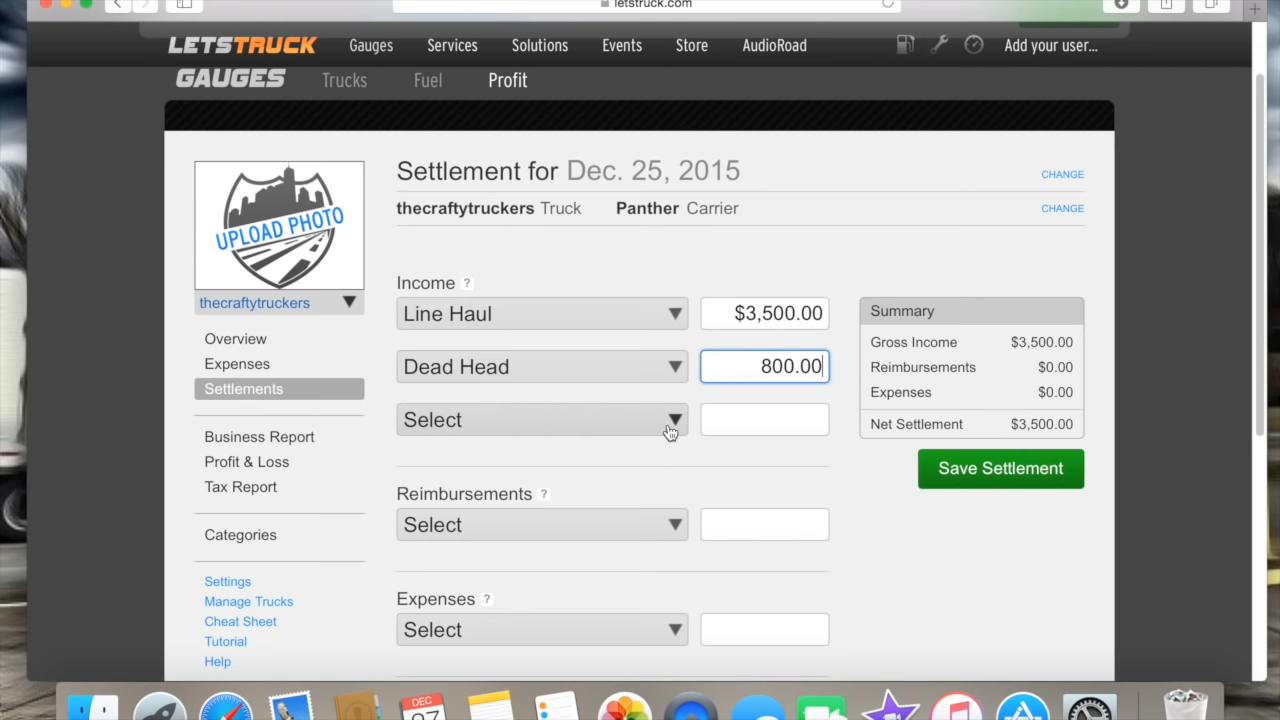 letstruck.com
LETSTRUCK Gauges Services Solutions Events Store AudioRoad Add your user...
GAUGES Trucks Fuel Profit
UPLOAD PHOTO
thecraftytruckers
Overview
Expenses
Settlements
Business Report
Profit & Loss
Tax Report
Categories
Settings
Manage Trucks
Cheat Sheet
Tutorial
Help
Settlement for Dec. 25, 2015 CHANGE
thecraftytruckers Truck Panther Carrier CHANGE
Income ?
Line Haul $3,500.00
Dead Head 800.00
Select
Reimbursements ?
Select
Expenses ?
Select
Summary
Gross Income $3,500.00
Reimbursements $0.00
Expenses $0.00
Net Settlement $3,500.00
Save Settlement
DEC